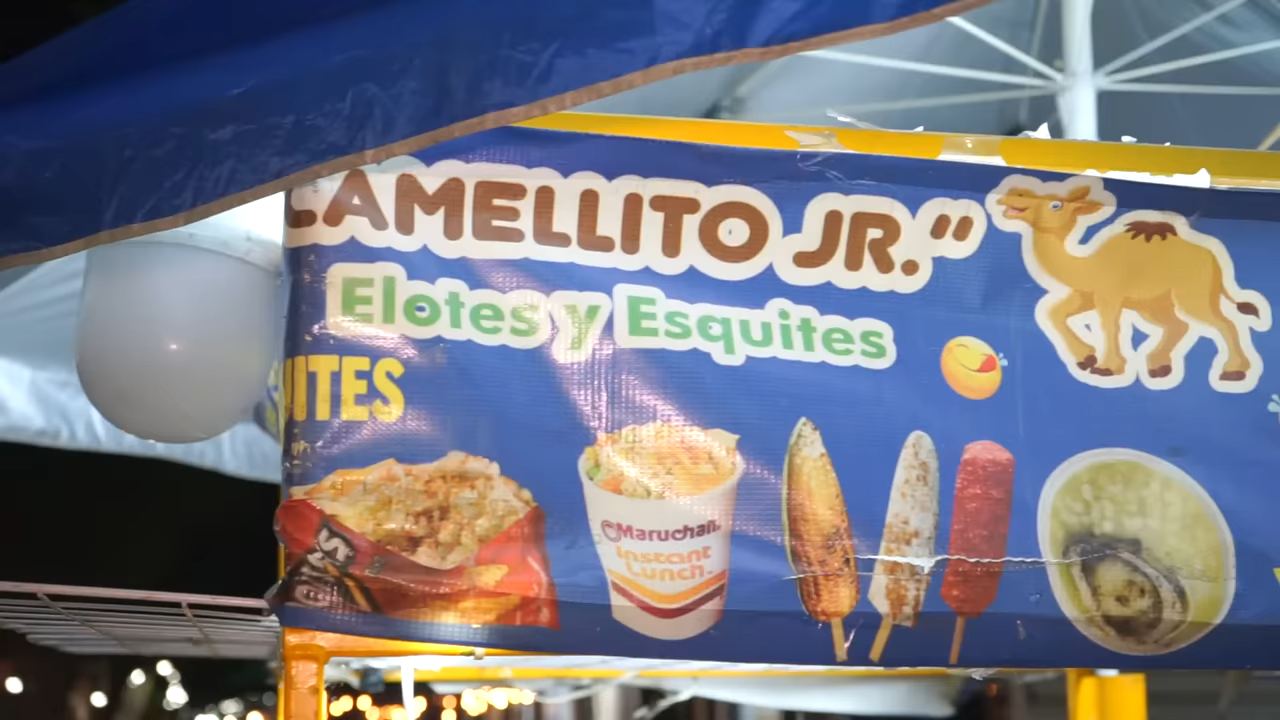 CAMELLITO JR."
Elotes y Esquites
UITES
Maruchan.
Instant
Lunch.